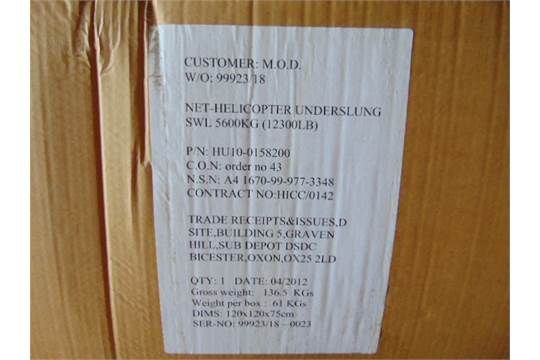 CUSTOMER: M.O.D.
W/O: 99923/18
NET-HELICOPTER UNDERSLUNG
SWL 5600KG (12300LB)
P/N: HU10-0158200
C.O.N: order no 43
N.S.N: A4 1670-99-977-3348
CONTRACT NO:HICC/0142
TRADE RECEIPTS&ISSUES,D
SITE,BUILDING 5,GRAVEN
HILL,SUB DEPOT DSDC
BICESTER,OXON,OX25 2LD
QTY: 1 DATE: 04/2012
Gross weight: 136.5 KGs
Weight per box : 61 KGs
DIMS: 120x120x75cm
SER-NO: 99923/18 - 0023